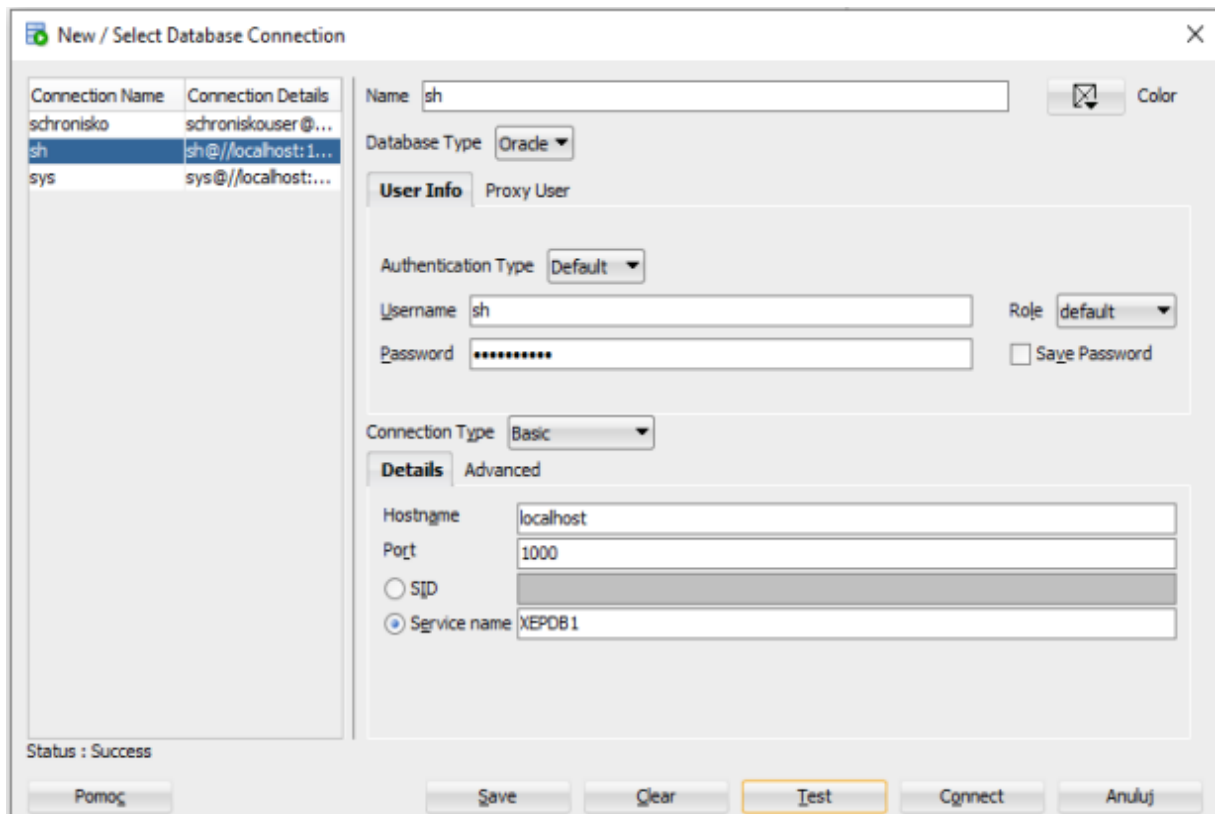 New / Select Database Connection
Connection Name Connection Details
schronisko schroniskouser@...
sh sh@//localhost:1...
sys sys@//localhost:...
Name sh Color
Database Type Oracle
User Info Proxy User
Authentication Type Default
Username sh Role default
Password •••••••••• Save Password
Connection Type Basic
Details Advanced
Hostname localhost
Port 1000
SID
Service name XEPDB1
Status : Success
Pomoc Save Clear Test Connect Anuluj